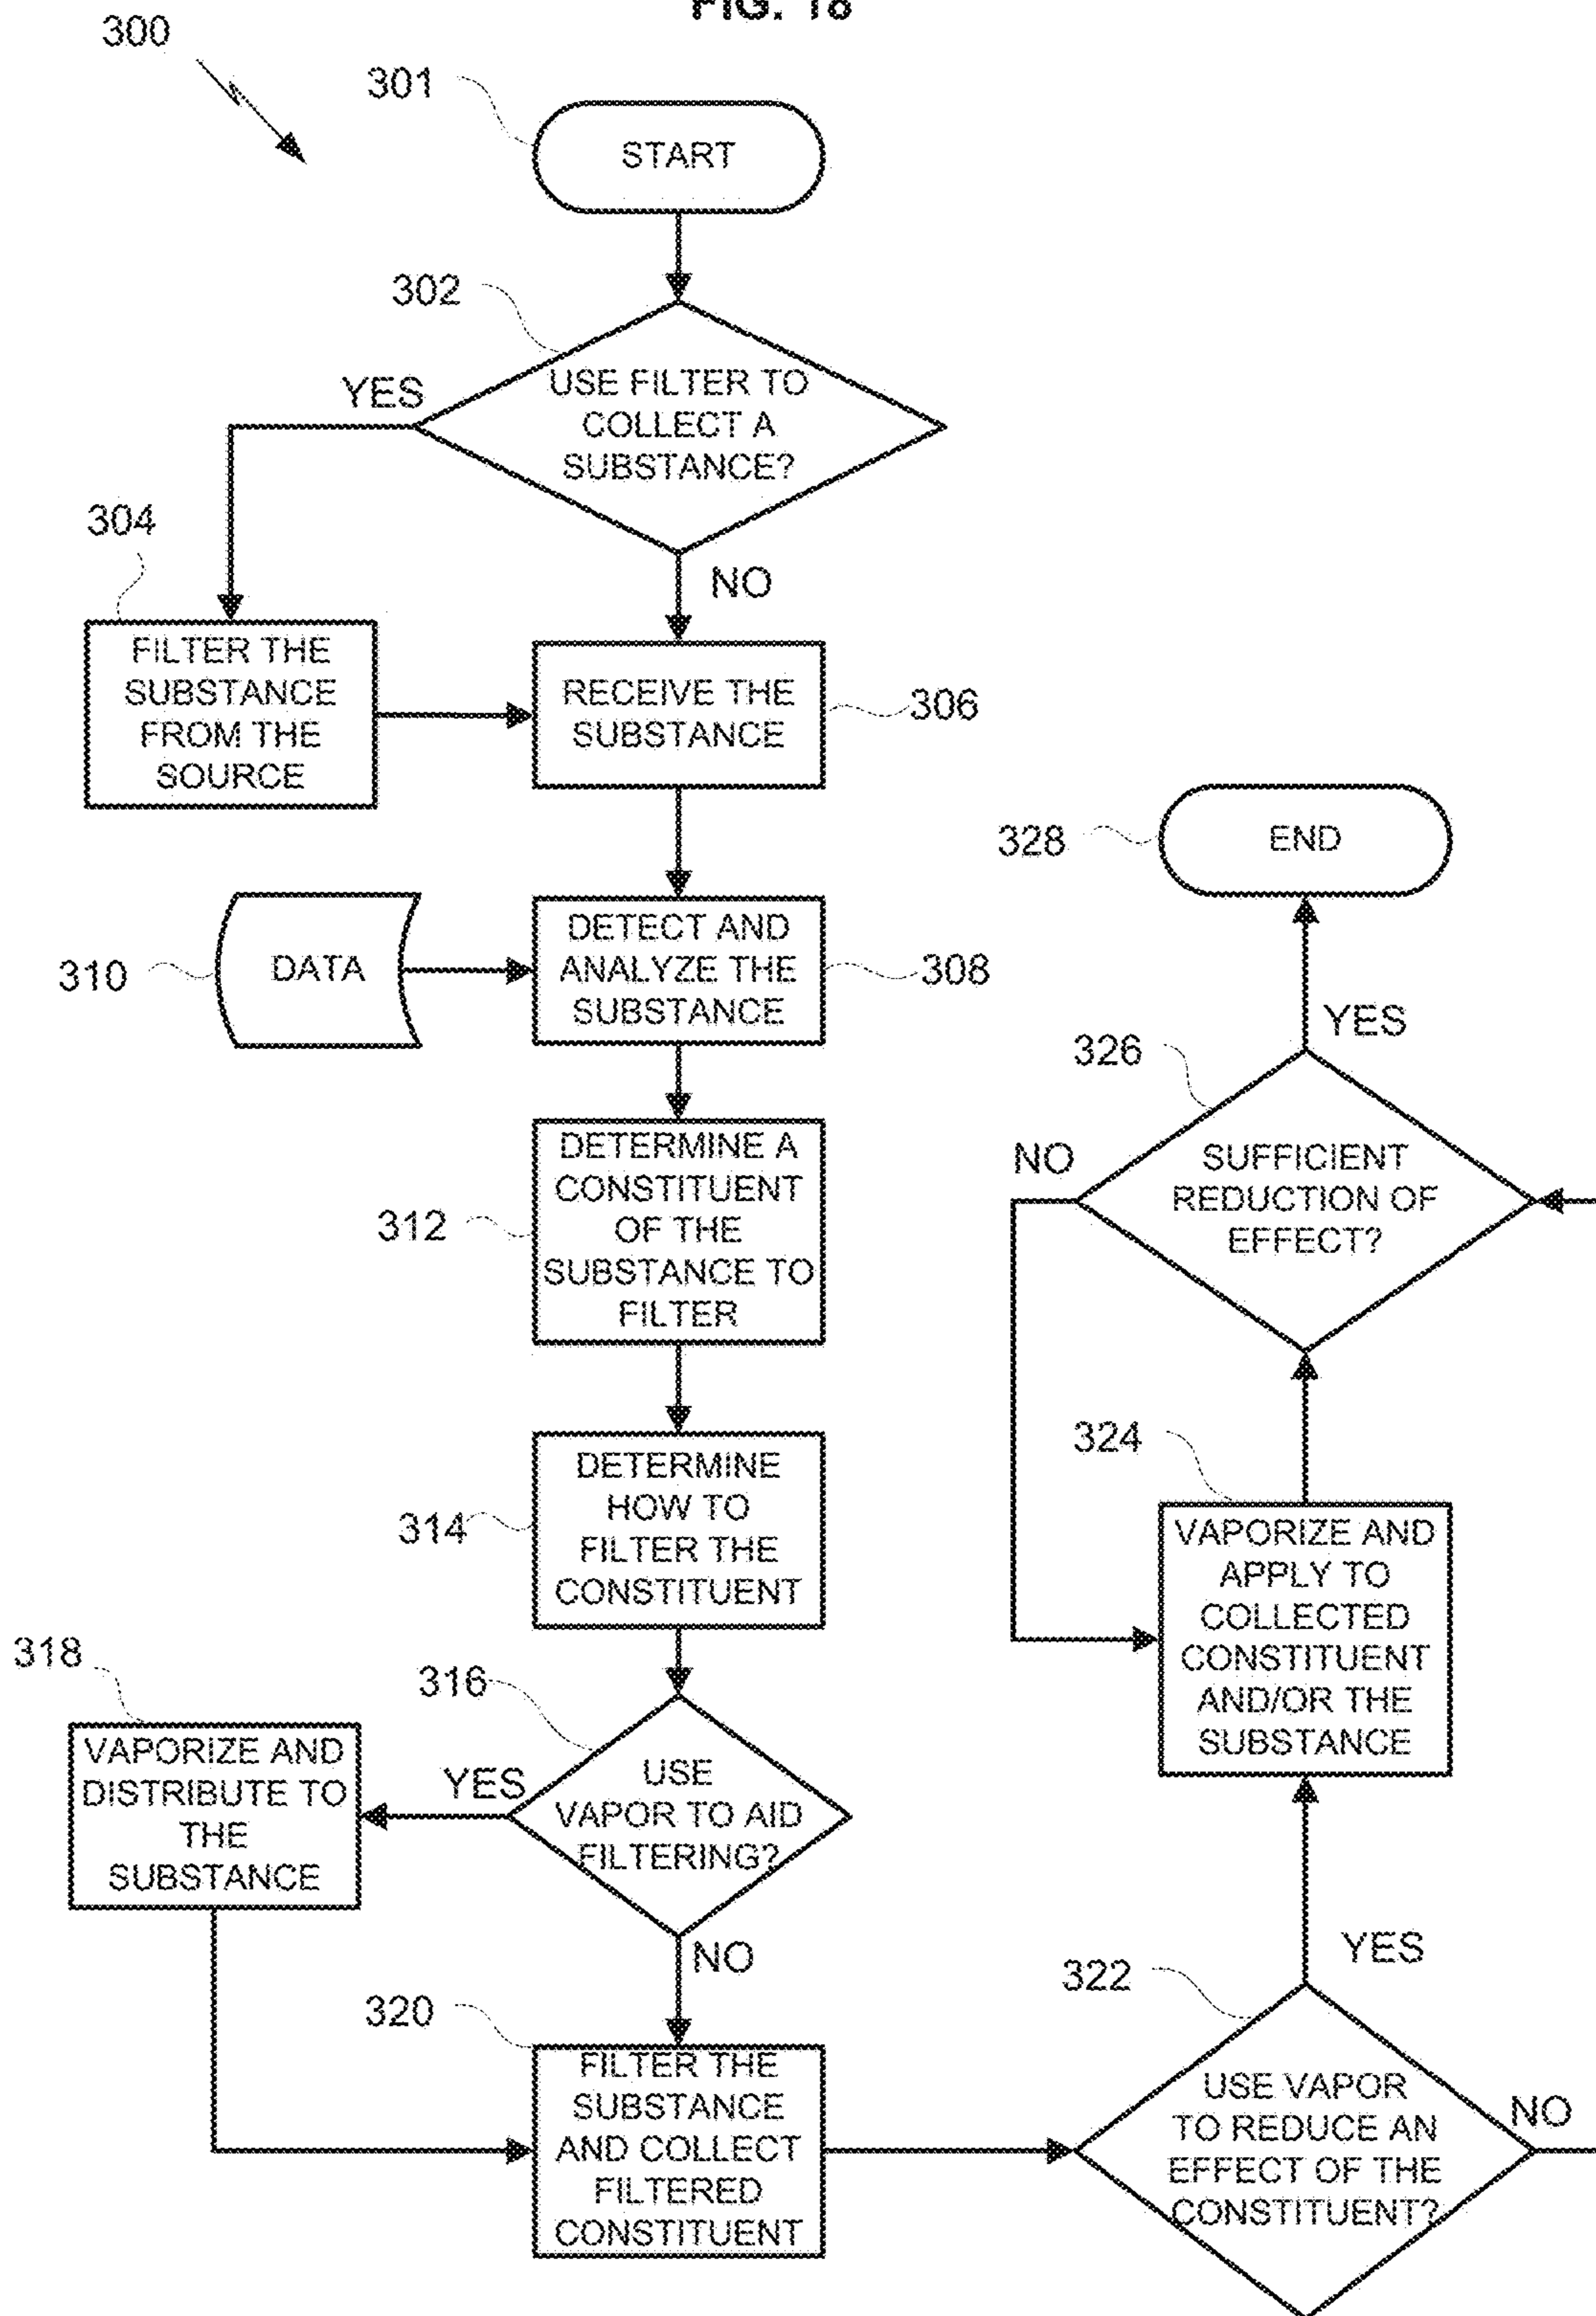 FIG. 18
300
301
START
302
USE FILTER TO
COLLECT A
SUBSTANCE?
YES
NO
304
FILTER THE
SUBSTANCE
FROM THE
SOURCE
RECEIVE THE
SUBSTANCE
306
310
DATA
DETECT AND
ANALYZE THE
SUBSTANCE
308
312
DETERMINE A
CONSTITUENT
OF THE
SUBSTANCE TO
FILTER
314
DETERMINE
HOW TO
FILTER THE
CONSTITUENT
316
USE
VAPOR TO AID
FILTERING?
YES
NO
318
VAPORIZE AND
DISTRIBUTE TO
THE
SUBSTANCE
320
FILTER THE
SUBSTANCE
AND COLLECT
FILTERED
CONSTITUENT
322
USE VAPOR
TO REDUCE AN
EFFECT OF THE
CONSTITUENT?
YES
NO
324
VAPORIZE AND
APPLY TO
COLLECTED
CONSTITUENT
AND/OR THE
SUBSTANCE
326
SUFFICIENT
REDUCTION OF
EFFECT?
NO
YES
328
END